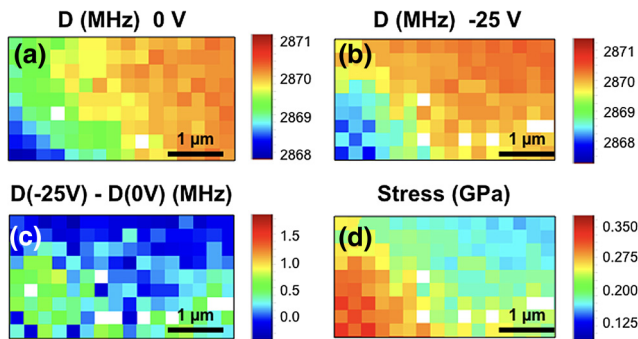 D (MHz) 0 V
D (MHz) -25 V
(a)
1 µm
2871
2870
2869
2868
(b)
1 µm
2871
2870
2869
2868
D(-25V) - D(0V) (MHz)
Stress (GPa)
(c)
1 µm
1.5
1.0
0.5
0.0
(d)
1 µm
0.350
0.275
0.200
0.125